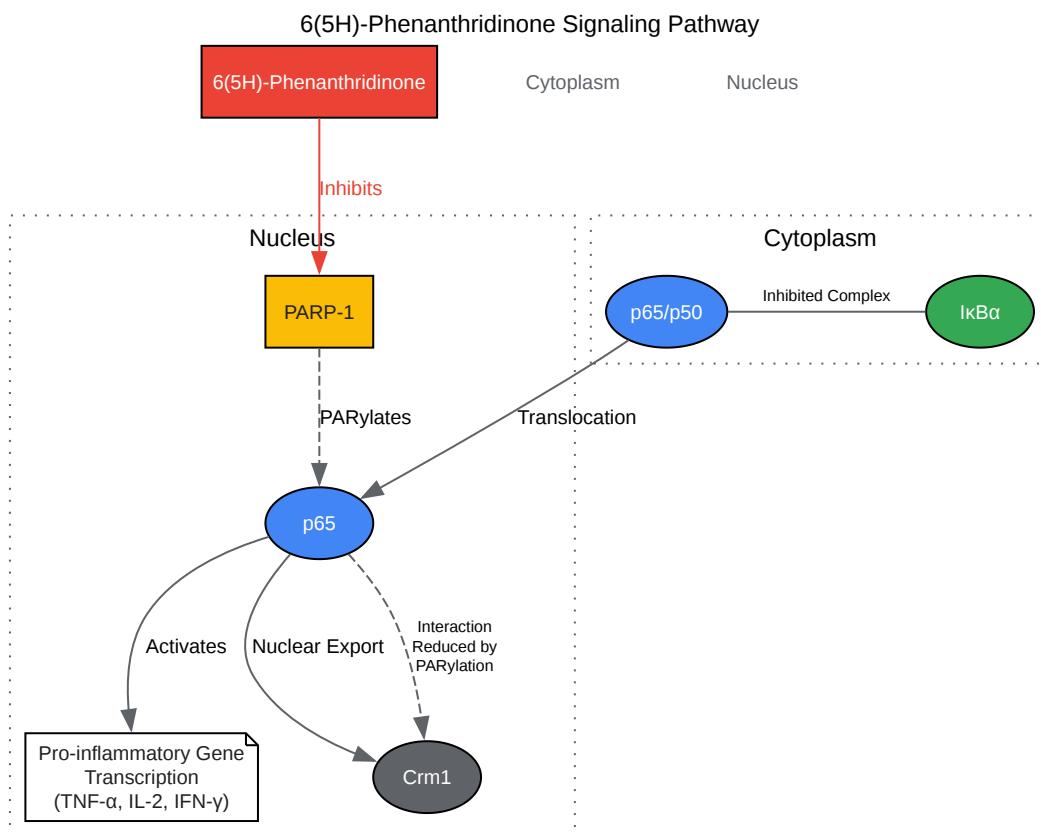 6(5H)-Phenanthridinone Signaling Pathway
6(5H)-Phenanthridinone
Cytoplasm
Nucleus
Inhibits
Nucleus
Cytoplasm
PARP-1
p65/p50
Inhibited Complex
IκBα
PARylates
Translocation
p65
Activates
Nuclear Export
Interaction
Reduced by
PARylation
Pro-inflammatory Gene
Transcription
(TNF-α, IL-2, IFN-γ)
Crm1